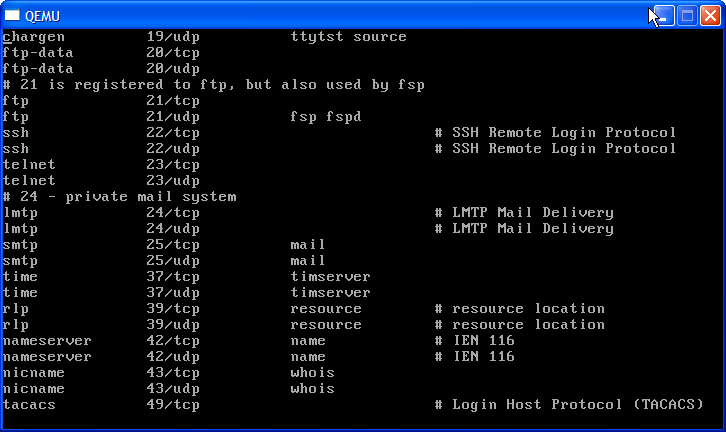 QEMU
chargen 19/udp ttytst source
ftp-data 20/tcp
ftp-data 20/udp
# 21 is registered to ftp, but also used by fsp
ftp 21/tcp
ftp 21/udp fsp fspd
ssh 22/tcp # SSH Remote Login Protocol
ssh 22/udp # SSH Remote Login Protocol
telnet 23/tcp
telnet 23/udp
# 24 - private mail system
lmtp 24/tcp # LMTP Mail Delivery
lmtp 24/udp # LMTP Mail Delivery
smtp 25/tcp mail
smtp 25/udp mail
time 37/tcp timserver
time 37/udp timserver
rlp 39/tcp resource # resource location
rlp 39/udp resource # resource location
nameserver 42/tcp name # IEN 116
nameserver 42/udp name # IEN 116
nicname 43/tcp whois
nicname 43/udp whois
tacacs 49/tcp # Login Host Protocol (TACACS)